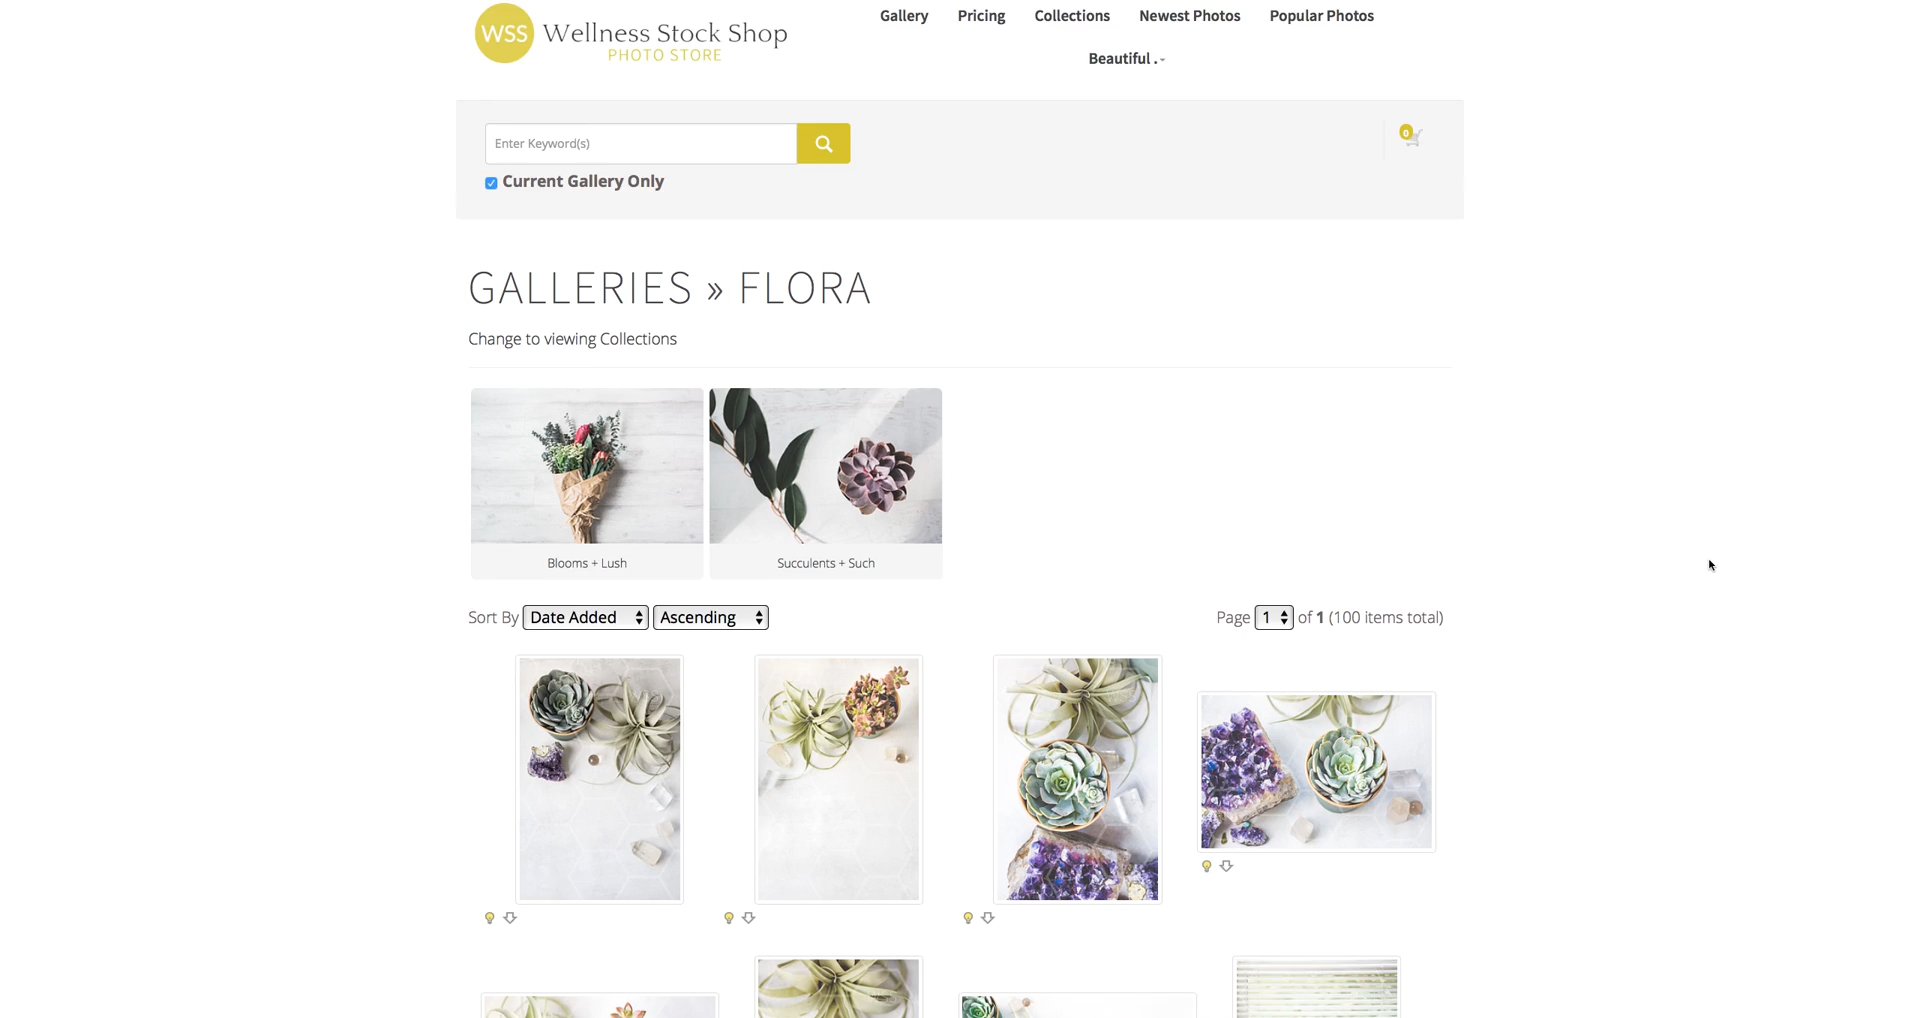 WSS Wellness Stock Shop
PHOTO STORE
Gallery Pricing Collections Newest Photos Popular Photos
Beautiful .
Enter Keyword(s)
0
Current Gallery Only
GALLERIES » FLORA
Change to viewing Collections
Blooms + Lush
Succulents + Such
Sort By Date Added Ascending
Page 1 of 1 (100 items total)